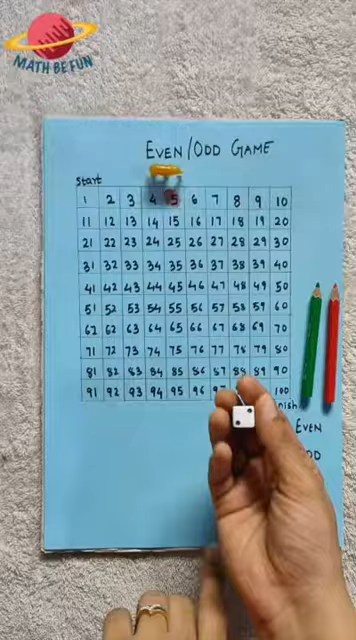 MATH BE FUN
EVEN/ODD GAME
start
1 2 3 4 5 6 7 8 9 10
11 12 13 14 15 16 17 18 19 20
21 22 23 24 25 26 27 28 29 30
31 32 33 34 35 36 37 38 39 40
41 42 43 44 45 46 47 48 49 50
51 52 53 54 55 56 57 58 59 60
62 62 63 64 65 66 67 68 69 70
71 72 73 74 75 76 77 78 79 80
81 82 83 84 85 86 87 88 89 90
91 92 93 94 95 96 97 100
nish
EVEN
DD